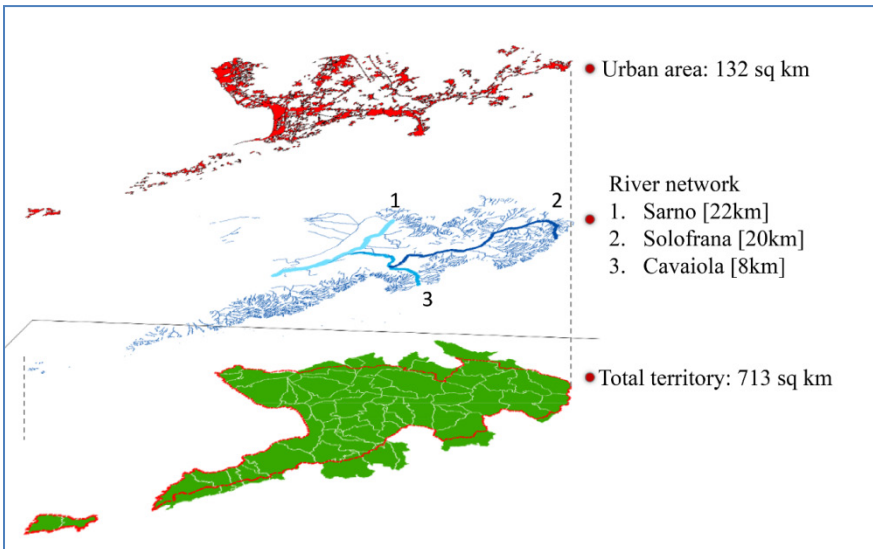 Urban area: 132 sq km
1
2
3
River network
1. Sarno [22km]
2. Solofrana [20km]
3. Cavaiola [8km]
Total territory: 713 sq km